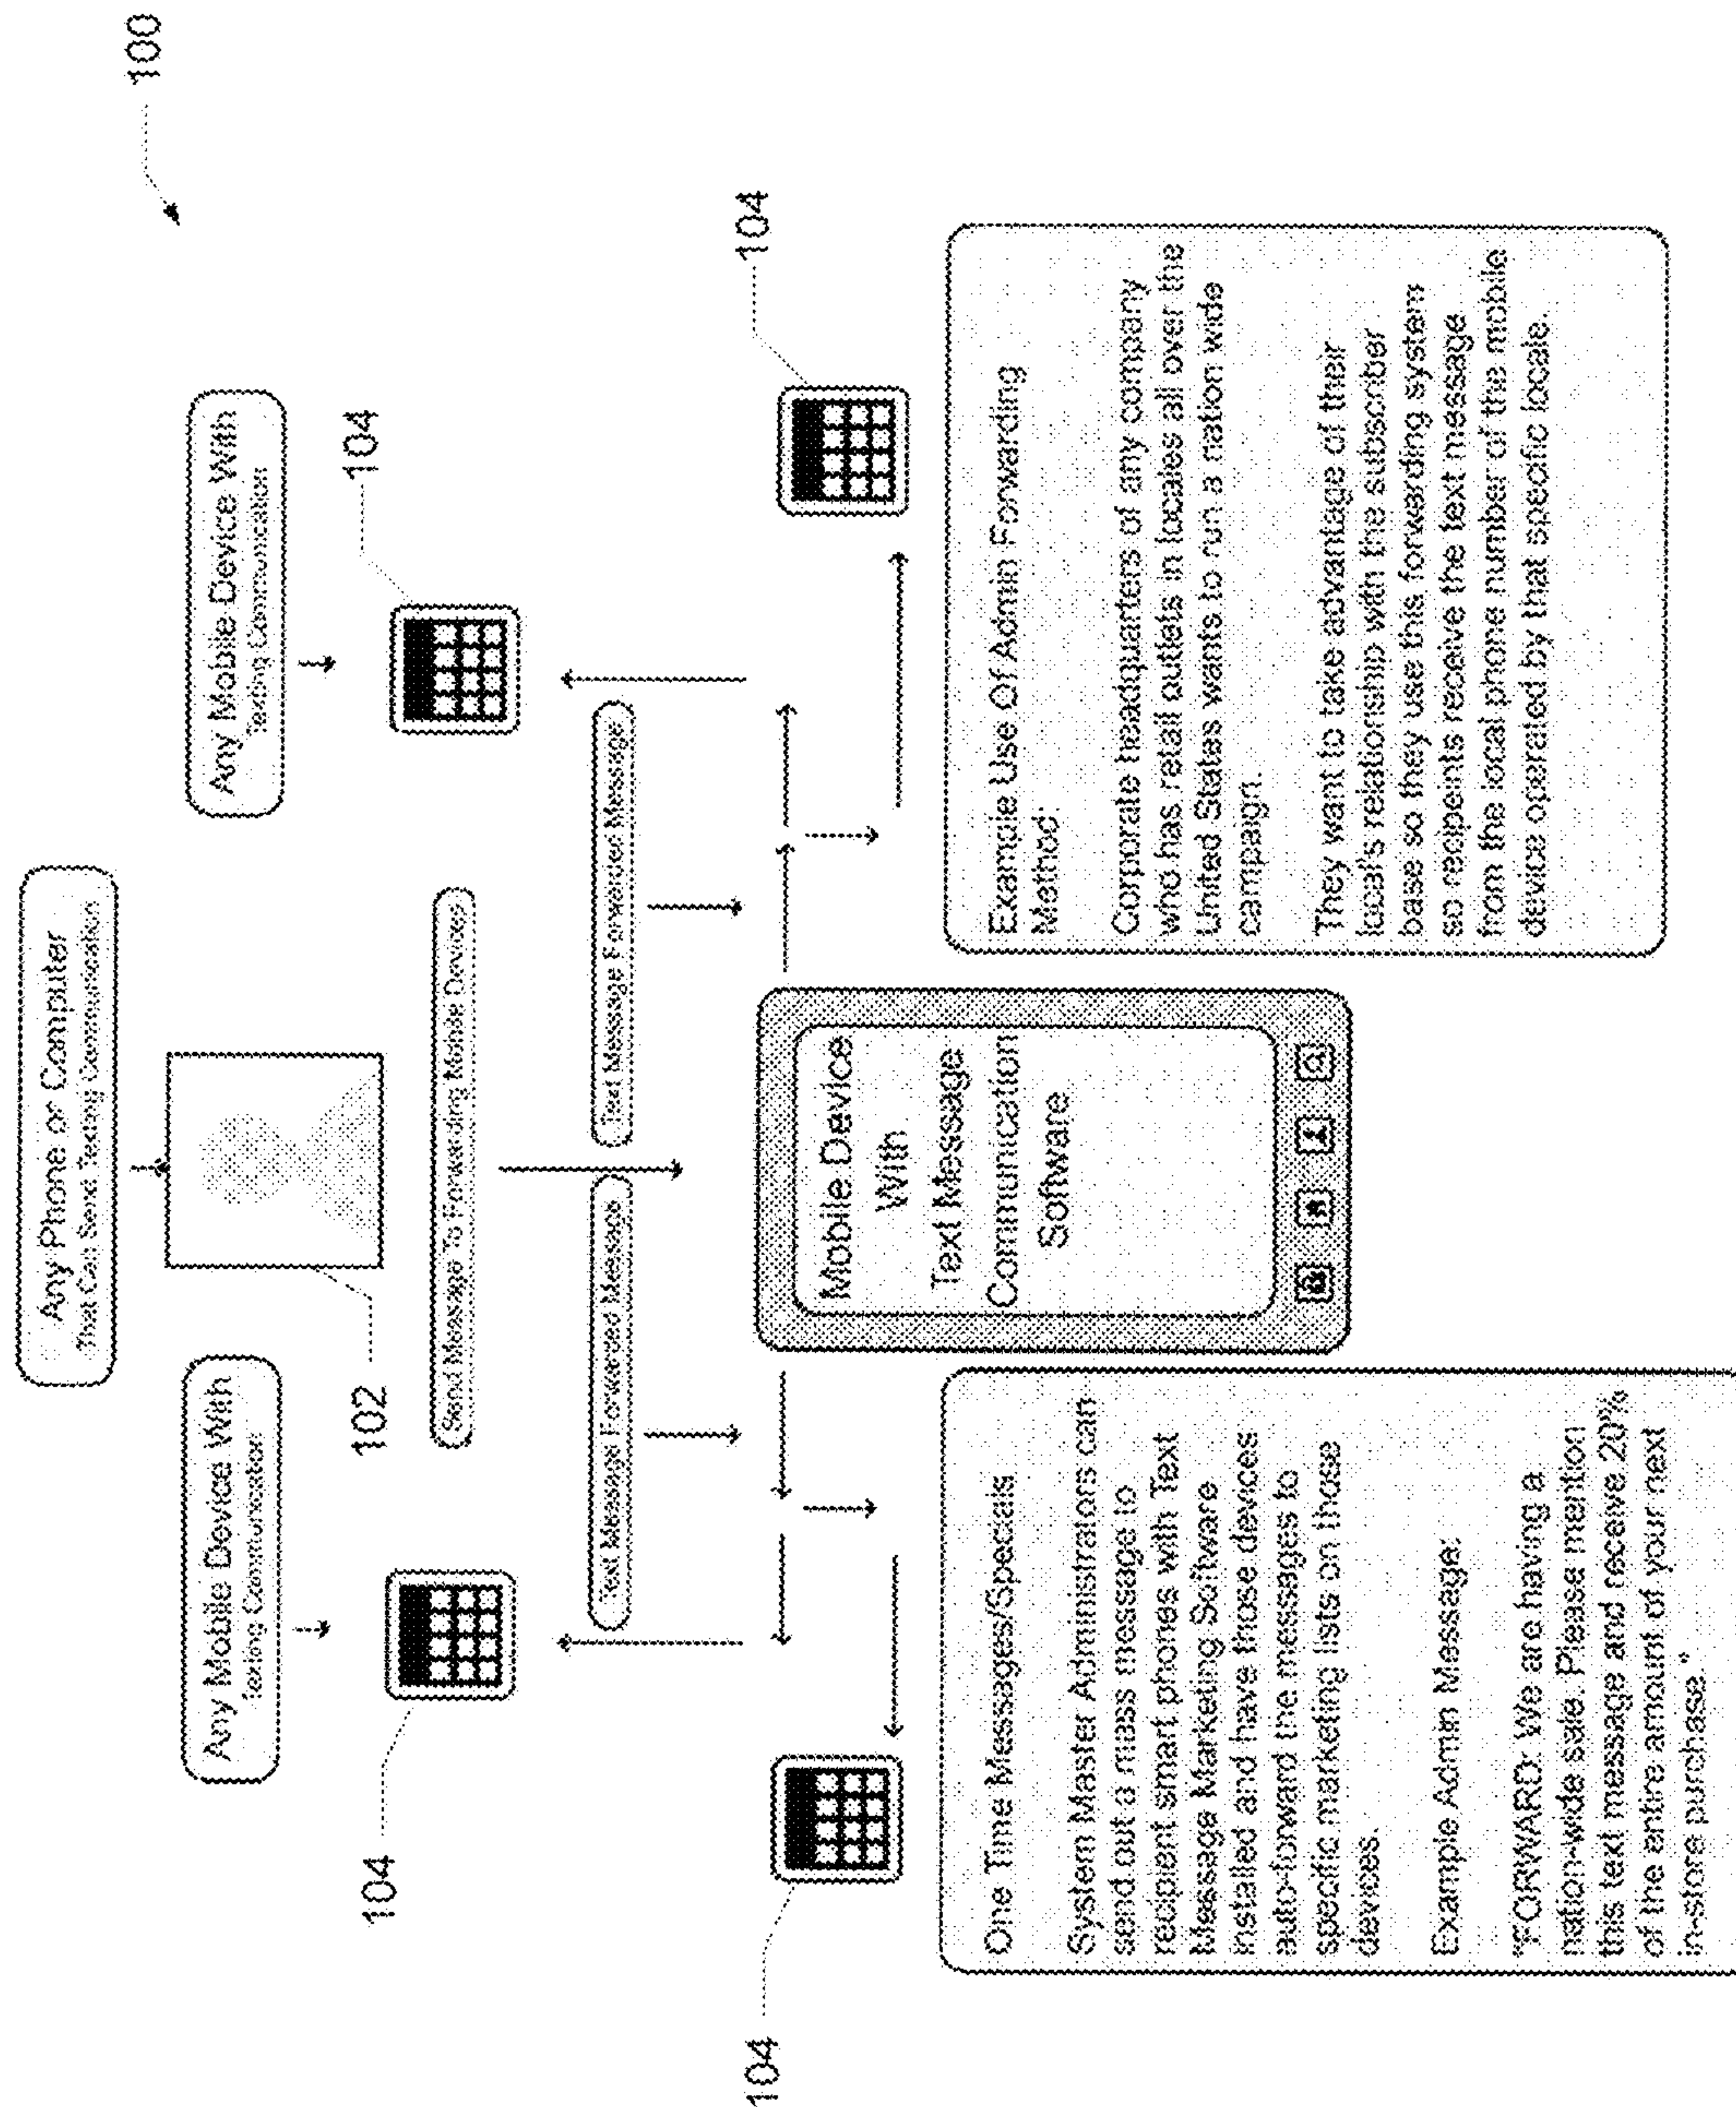 100
Any Phone or Computer
That Can Send Texting Communication
Any Mobile Device With
Texting Communication
Any Mobile Device With
Texting Communication
102
104
104
Send Message To Forwarding Mobile Devices
Text Message Forwarded Message
Text Message Forwarded Message
104
104
Mobile Device
With
Text Message
Communication
Software
One Time Messages/Specials
System Master Administrators can
send out a mass message to
recipient smart phones with Text
Message Marketing Software
installed and have those devices
auto-forward the messages to
specific marketing lists on those
devices.
Example Admin Message:
"FORWARD: We are having a
nation-wide sale. Please mention
this text message and receive 20%
of the entire amount of your next
in-store purchase."
Example Use Of Admin Forwarding
Method:
Corporate headquarters of any company
who has retail outlets in locales all over the
United States wants to run a nation wide
campaign.
They want to take advantage of their
local's relationship with the subscriber
base so they use this forwarding system
so recipients receive the text message
from the local phone number of the mobile
device operated by that specific locale.